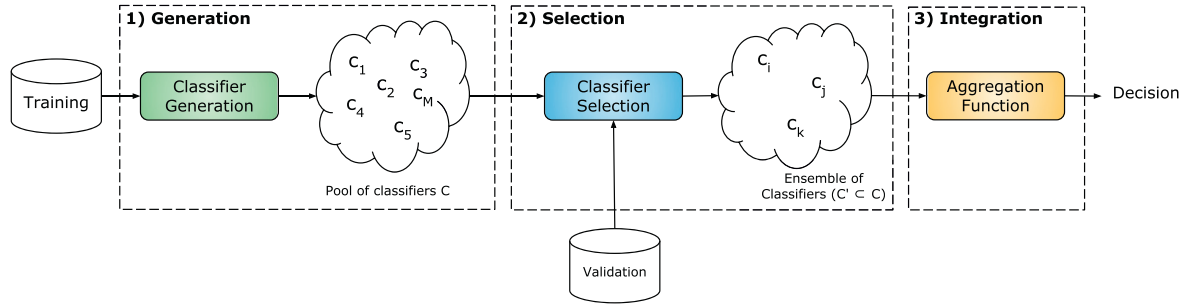 1) Generation
2) Selection
3) Integration
Training
Classifier
Generation
c1
c3
c2
cM
c4
c5
Pool of classifiers C
Classifier
Selection
ci
cj
ck
Ensemble of
Classifiers (C' ⊂ C)
Aggregation
Function
Decision
Validation